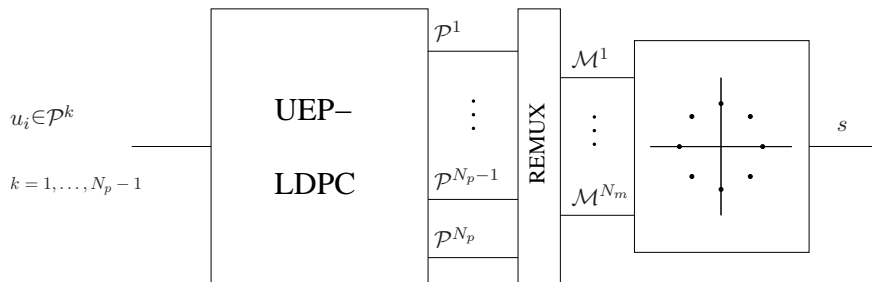 u_i∈𝒫^k
k = 1, . . . , N_p − 1
UEP–
LDPC
𝒫^1
⋮
𝒫^{N_p−1}
𝒫^{N_p}
REMUX
ℳ^1
⋮
ℳ^{N_m}
s